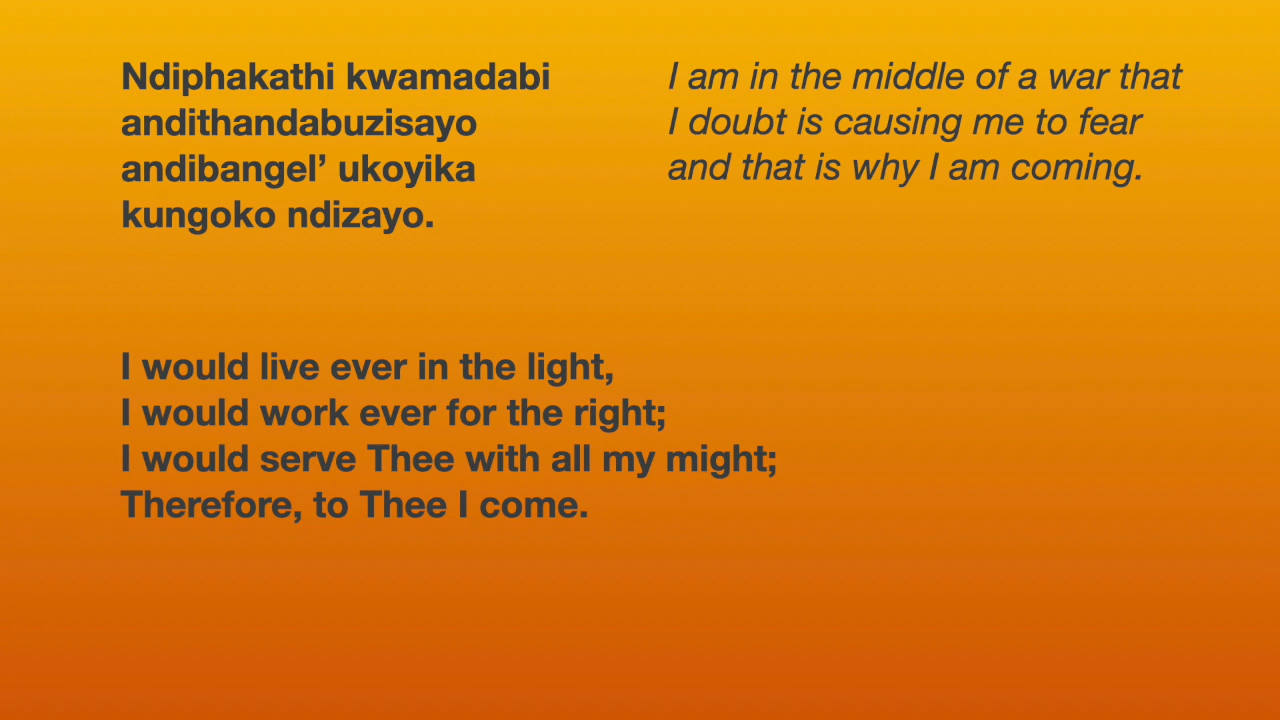 Ndiphakathi kwamadabi
andithandabuzisayo
andibangel’ ukoyika
kungoko ndizayo.
I am in the middle of a war that
I doubt is causing me to fear
and that is why I am coming.
I would live ever in the light,
I would work ever for the right;
I would serve Thee with all my might;
Therefore, to Thee I come.